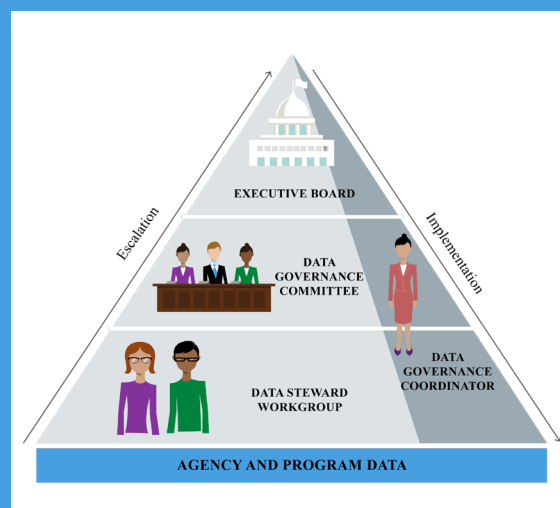 Escalation
Implementation
EXECUTIVE BOARD
DATA
GOVERNANCE
COMMITTEE
DATA STEWARD
WORKGROUP
DATA
GOVERNANCE
COORDINATOR
AGENCY AND PROGRAM DATA